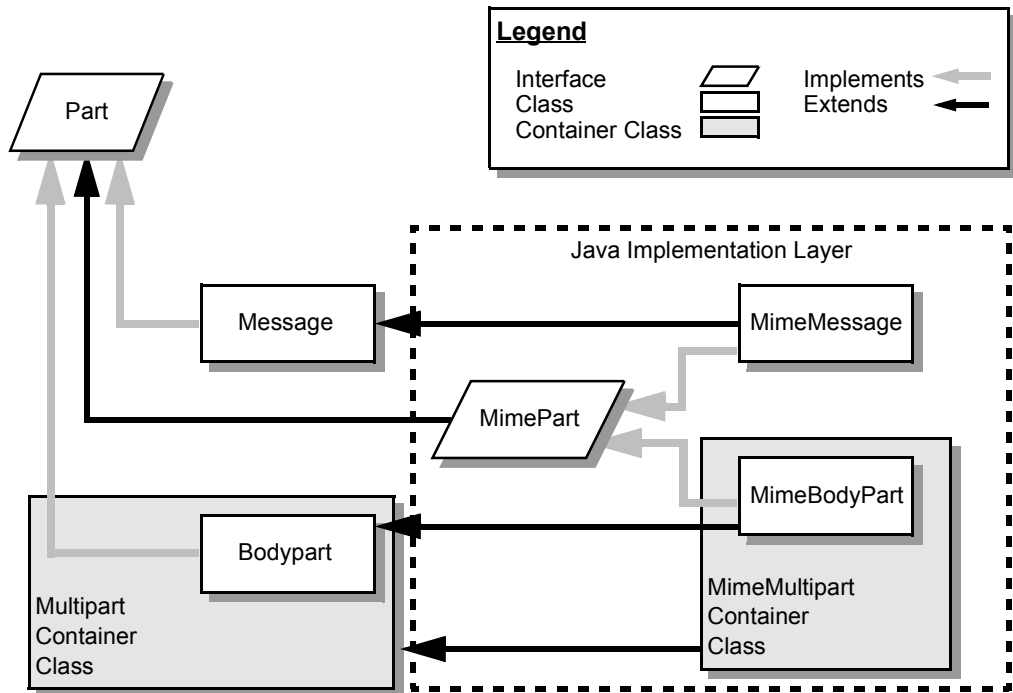 Legend
Interface
Implements
Class
Extends
Container Class
Part
Java Implementation Layer
Message
MimeMessage
MimePart
MimeBodyPart
Bodypart
Multipart
Container
Class
MimeMultipart
Container
Class